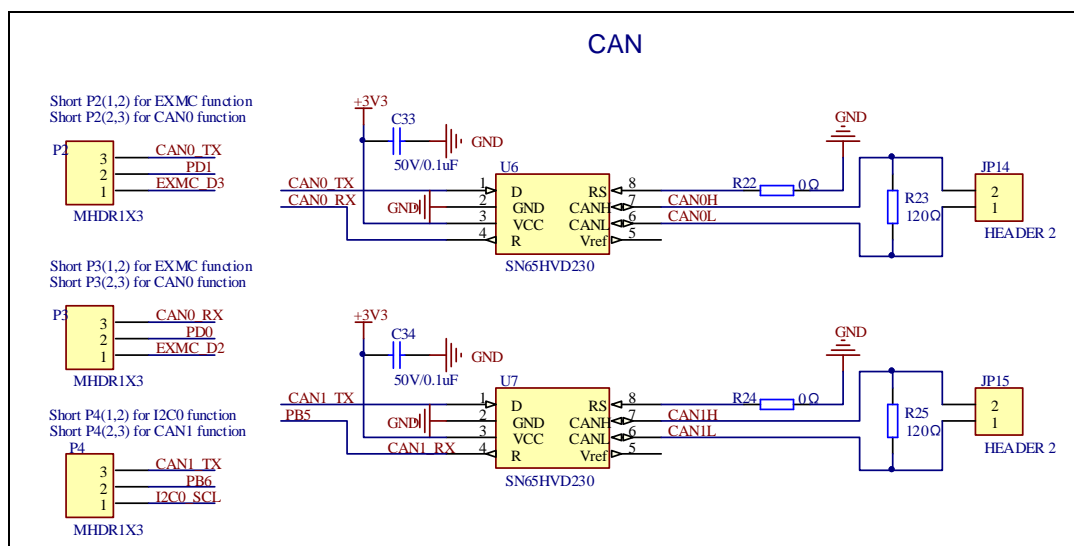 CAN
Short P2(1,2) for EXMC function
Short P2(2,3) for CAN0 function
P2
3 CAN0_TX
2 PD1
1 EXMC_D3
MHDR1X3
Short P3(1,2) for EXMC function
Short P3(2,3) for CAN0 function
P3
3 CAN0_RX
2 PD0
1 EXMC_D2
MHDR1X3
Short P4(1,2) for I2C0 function
Short P4(2,3) for CAN1 function
P4
3 CAN1_TX
2 PB6
1 I2C0_SCL
MHDR1X3
+3V3
C33
GND
50V/0.1uF
U6
CAN0_TX 1 D RS 8 R22 0Ω GND
CAN0_RX GND 2 GND CANH 7 CAN0H
3 VCC CANL 6 CAN0L
4 R Vref 5
SN65HVD230
R23
120Ω
JP14
2
1
HEADER 2
+3V3
C34
GND
50V/0.1uF
U7
CAN1_TX 1 D RS 8 R24 0Ω GND
PB5 GND 2 GND CANH 7 CAN1H
3 VCC CANL 6 CAN1L
CAN1_RX 4 R Vref 5
SN65HVD230
R25
120Ω
JP15
2
1
HEADER 2